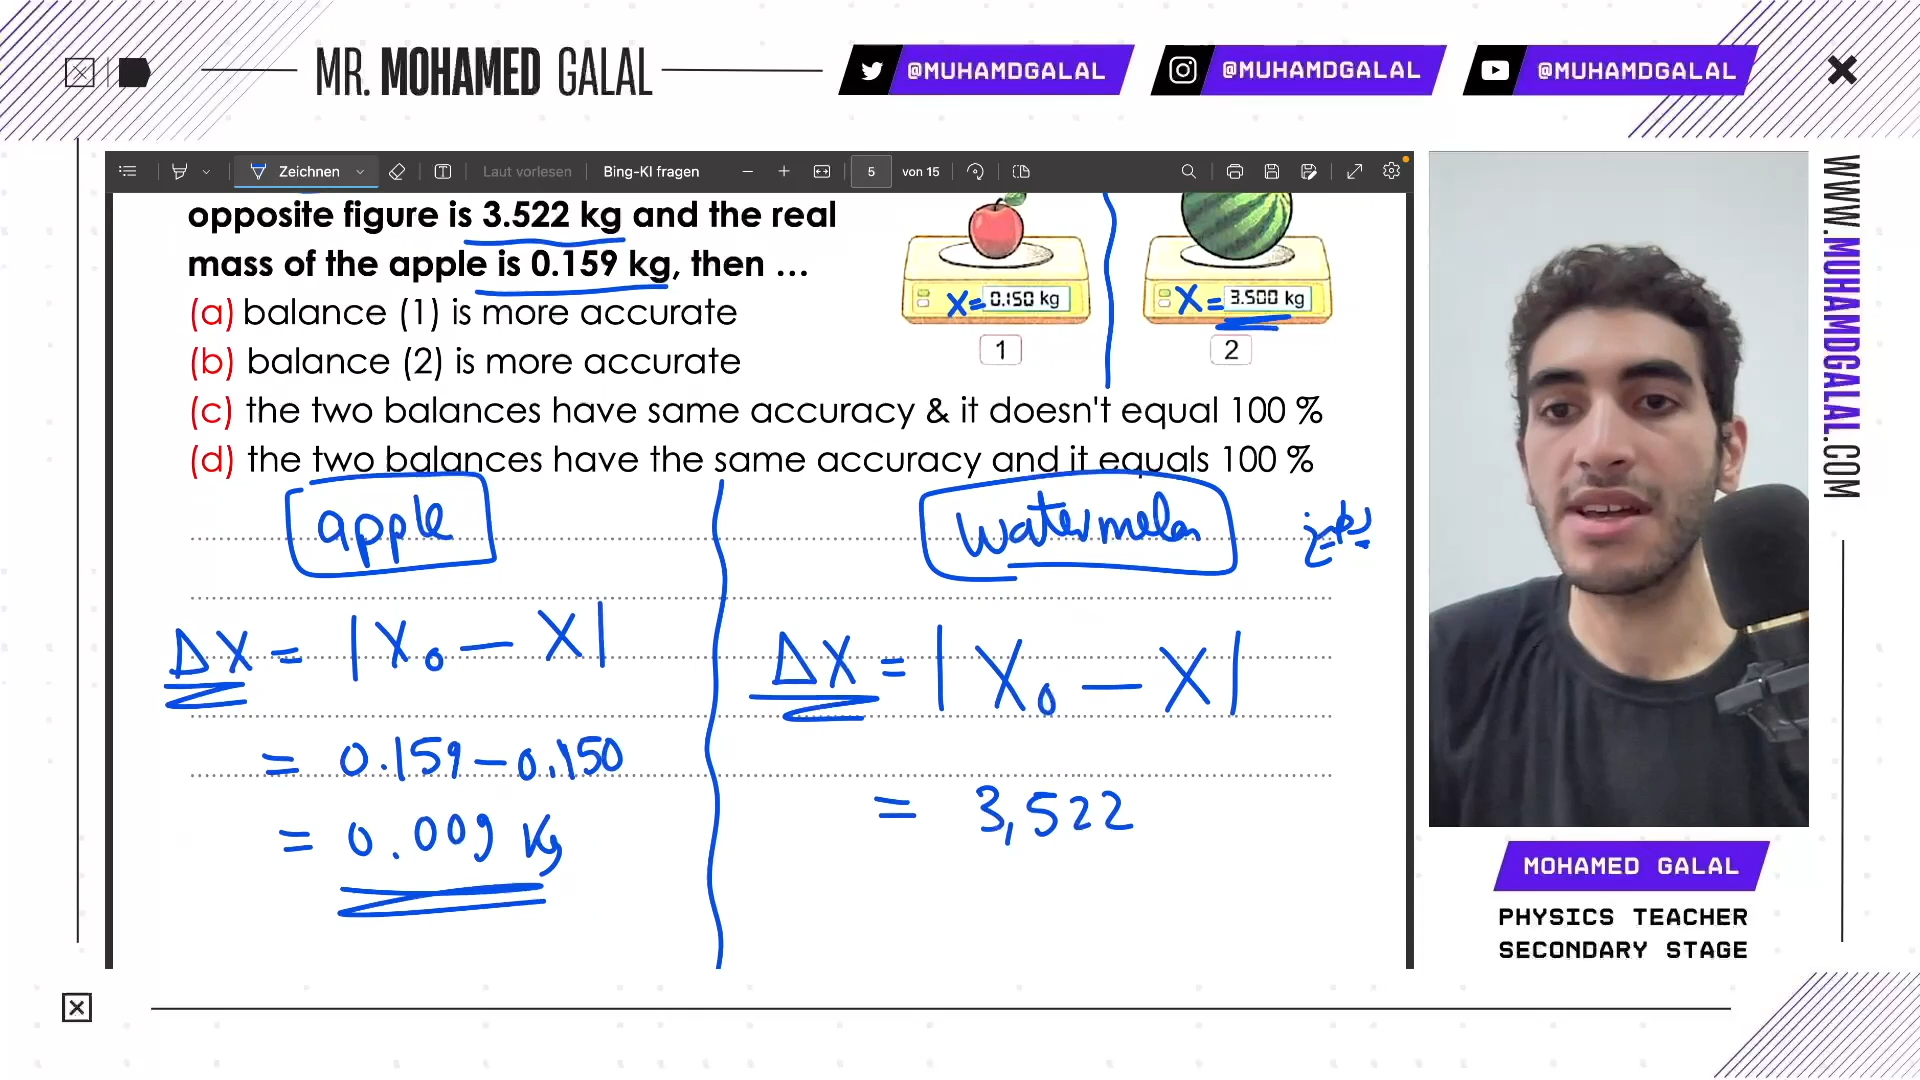 MR. MOHAMED GALAL
@MUHAMDGALAL
@MUHAMDGALAL
@MUHAMDGALAL
Zeichnen
Laut vorlesen
Bing-KI fragen
5
von 15
opposite figure is 3.522 kg and the real
mass of the apple is 0.159 kg, then ...
(a) balance (1) is more accurate
(b) balance (2) is more accurate
(c) the two balances have same accuracy & it doesn't equal 100 %
(d) the two balances have the same accuracy and it equals 100 %
X= 0.150 kg
1
X= 3.500 kg
2
apple
ΔX = |X₀ – X|
= 0.159 – 0.150
= 0.009 Kg
watermelon
ΔX = |X₀ – X|
= 3,522
WWW.MUHAMDGALAL.COM
MOHAMED GALAL
PHYSICS TEACHER
SECONDARY STAGE